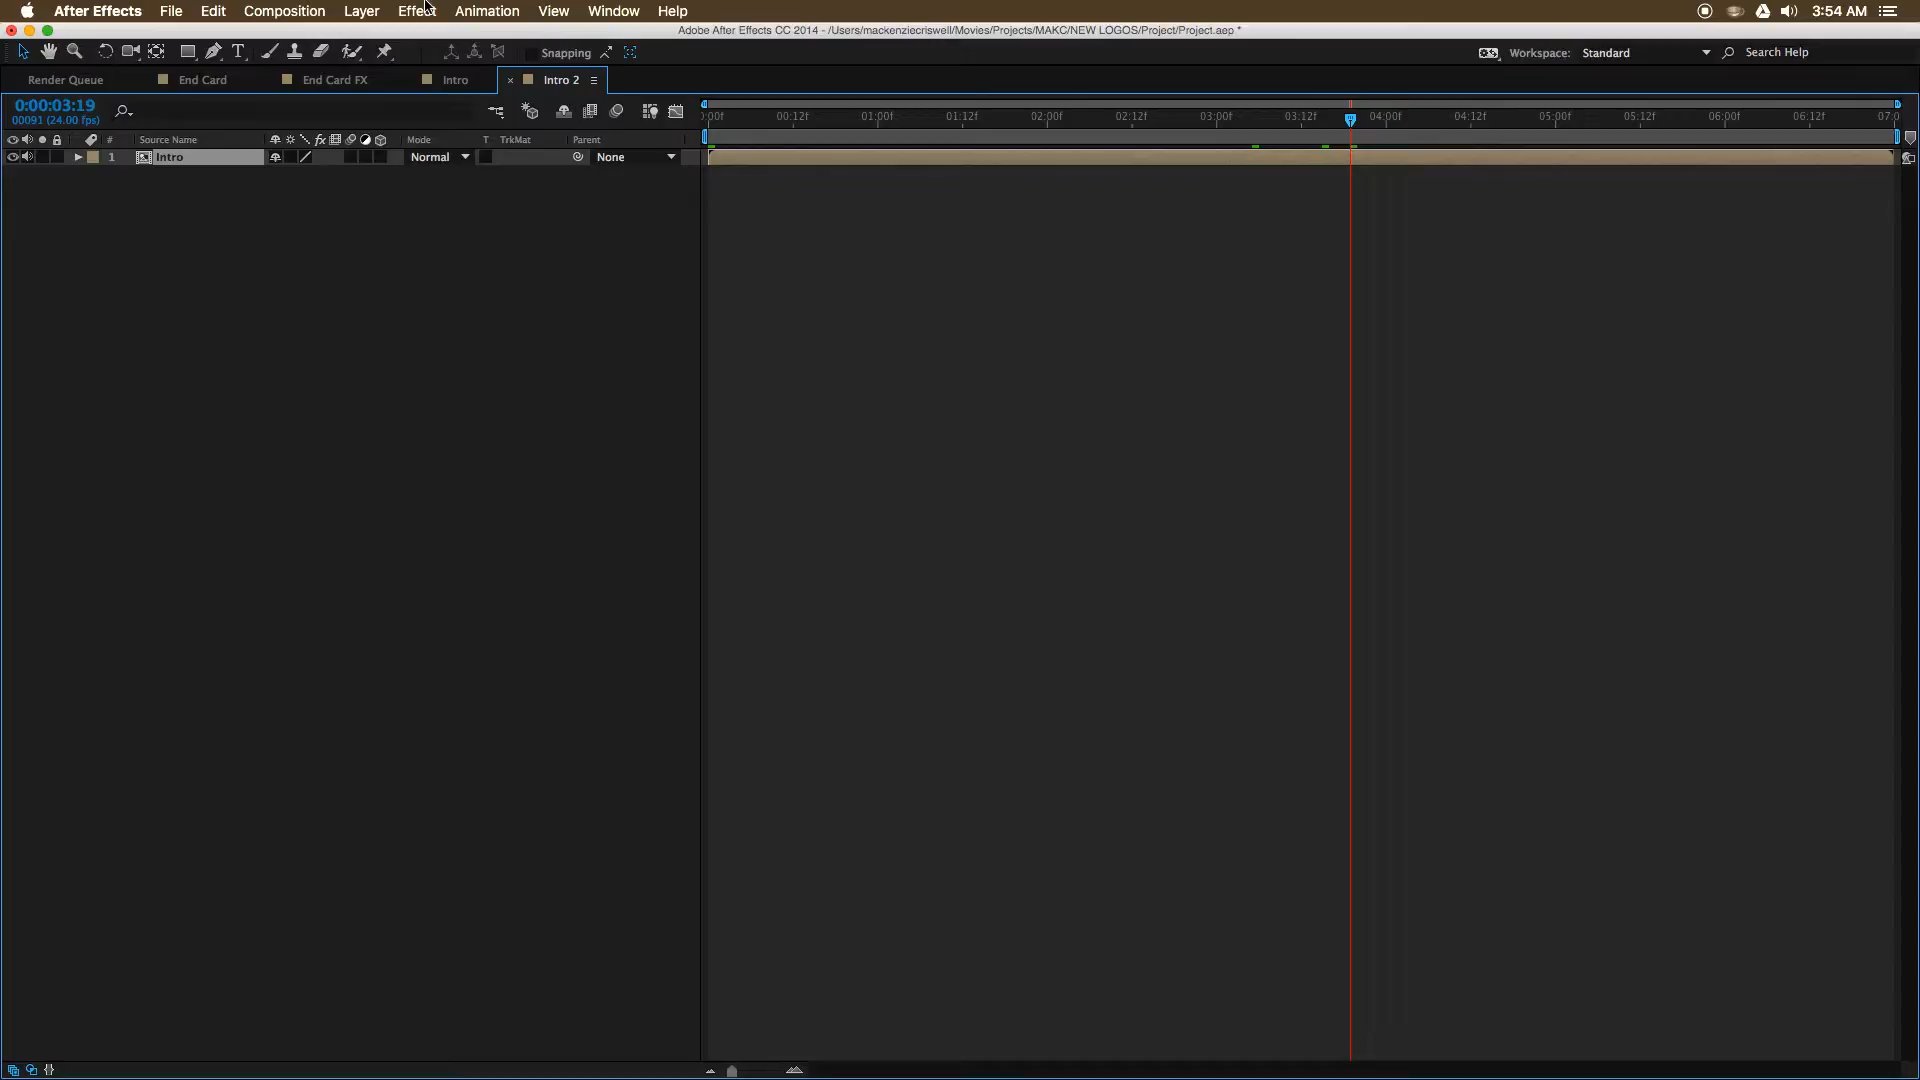 After Effects File Edit Composition Layer Effect Animation View Window Help 3:54 AM
Adobe After Effects CC 2014 - /Users/mackenziecriswell/Movies/Projects/MAKC/NEW LOGOS/Project/Project.aep *
Snapping Workspace: Standard Search Help
Render Queue End Card End Card FX Intro × Intro 2
0:00:03:19
00091 (24.00 fps)
:00f 00:12f 01:00f 01:12f 02:00f 02:12f 03:00f 03:12f 04:00f 04:12f 05:00f 05:12f 06:00f 06:12f 07:0
# Source Name fx Mode T TrkMat Parent
1 Intro Normal None